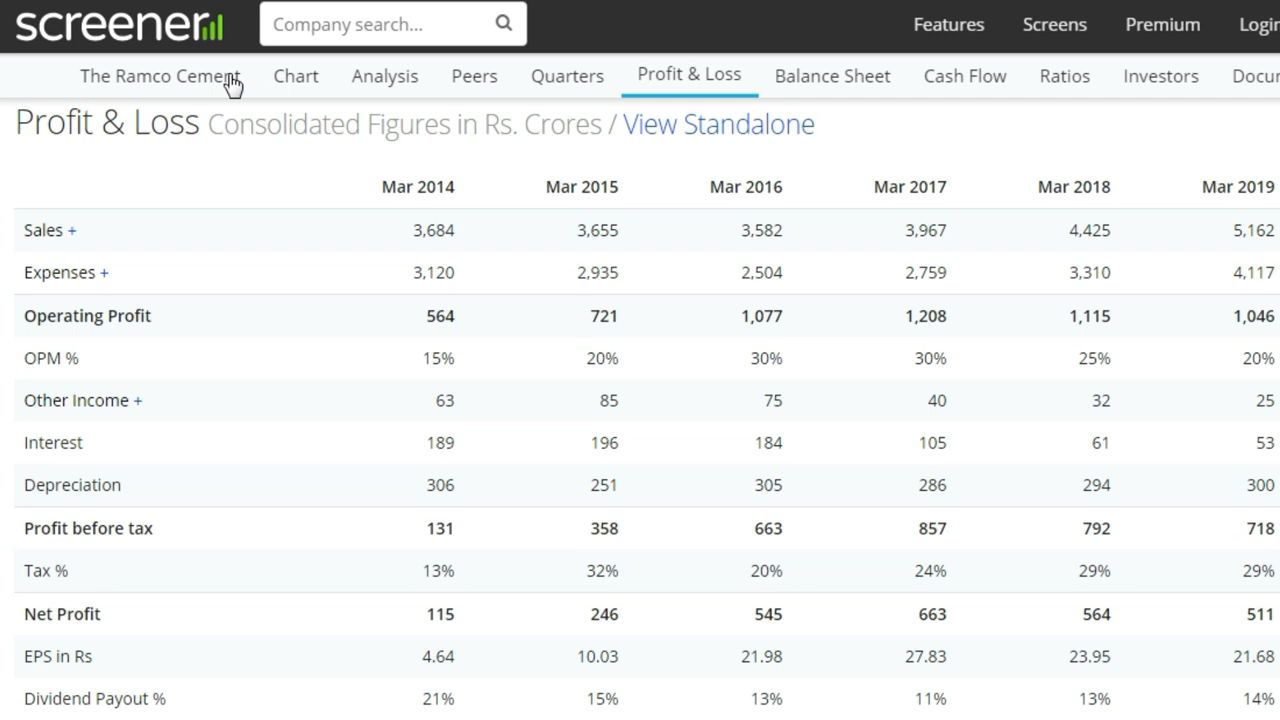 screener Company search... Features Screens Premium Login
The Ramco Cement Chart Analysis Peers Quarters Profit & Loss Balance Sheet Cash Flow Ratios Investors Docu
Profit & Loss Consolidated Figures in Rs. Crores / View Standalone
Mar 2014 Mar 2015 Mar 2016 Mar 2017 Mar 2018 Mar 2019
Sales + 3,684 3,655 3,582 3,967 4,425 5,162
Expenses + 3,120 2,935 2,504 2,759 3,310 4,117
Operating Profit 564 721 1,077 1,208 1,115 1,046
OPM % 15% 20% 30% 30% 25% 20%
Other Income + 63 85 75 40 32 25
Interest 189 196 184 105 61 53
Depreciation 306 251 305 286 294 300
Profit before tax 131 358 663 857 792 718
Tax % 13% 32% 20% 24% 29% 29%
Net Profit 115 246 545 663 564 511
EPS in Rs 4.64 10.03 21.98 27.83 23.95 21.68
Dividend Payout % 21% 15% 13% 11% 13% 14%